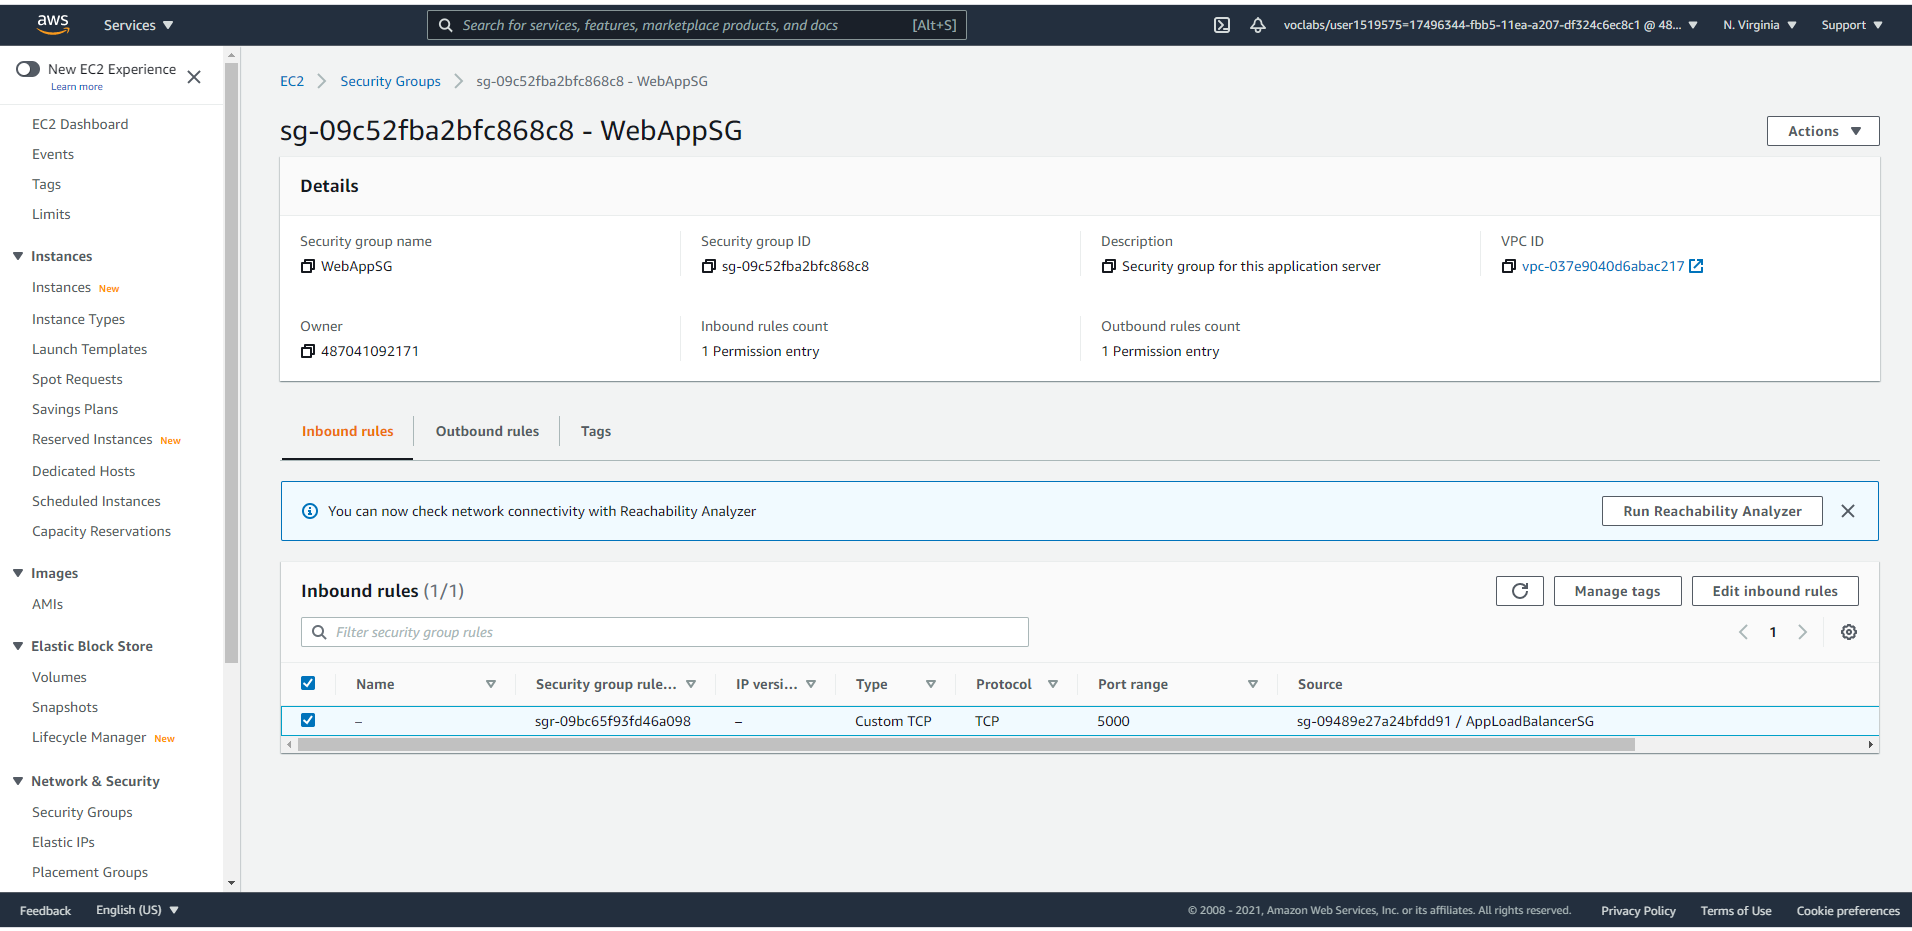 aws Services Search for services, features, marketplace products, and docs [Alt+S] voclabs/user1519575=17496344-fbb5-11ea-a207-df324c6ec8c1 @ 48... N. Virginia Support
New EC2 Experience
Learn more
EC2 Dashboard
Events
Tags
Limits
Instances
Instances New
Instance Types
Launch Templates
Spot Requests
Savings Plans
Reserved Instances New
Dedicated Hosts
Scheduled Instances
Capacity Reservations
Images
AMIs
Elastic Block Store
Volumes
Snapshots
Lifecycle Manager New
Network & Security
Security Groups
Elastic IPs
Placement Groups
EC2 Security Groups sg-09c52fba2bfc868c8 - WebAppSG
sg-09c52fba2bfc868c8 - WebAppSG
Actions
Details
Security group name Security group ID Description VPC ID
WebAppSG sg-09c52fba2bfc868c8 Security group for this application server vpc-037e9040d6abac217
Owner Inbound rules count Outbound rules count
487041092171 1 Permission entry 1 Permission entry
Inbound rules Outbound rules Tags
You can now check network connectivity with Reachability Analyzer Run Reachability Analyzer
Inbound rules (1/1) Manage tags Edit inbound rules
Filter security group rules 1
Name Security group rule... IP versi... Type Protocol Port range Source
– sgr-09bc65f93fd46a098 – Custom TCP TCP 5000 sg-09489e27a24bfdd91 / AppLoadBalancerSG
Feedback English (US) © 2008 - 2021, Amazon Web Services, Inc. or its affiliates. All rights reserved. Privacy Policy Terms of Use Cookie preferences